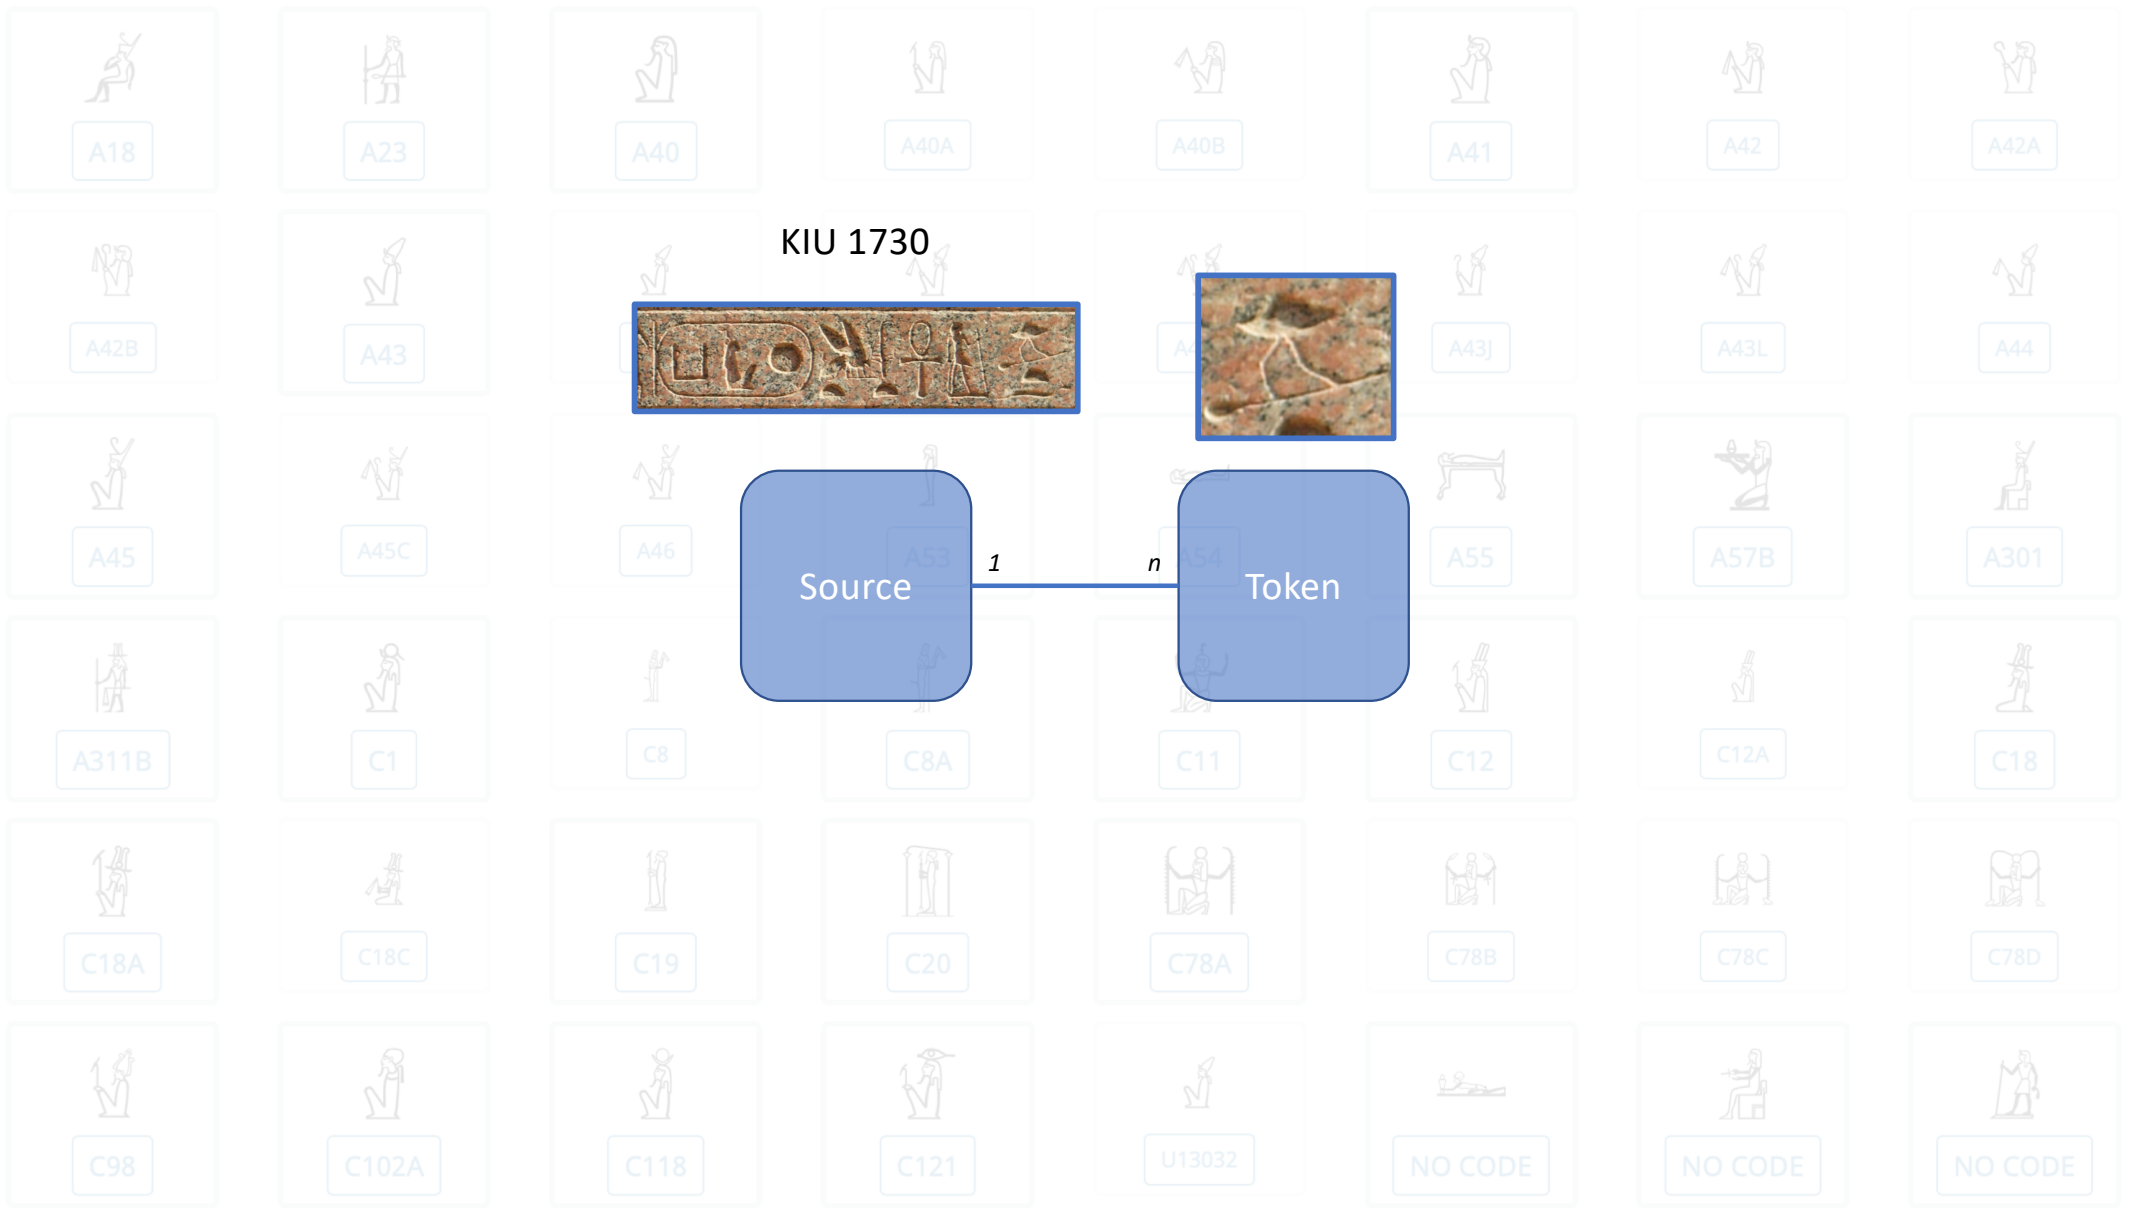 A18 A23 A40 A40A A40B A41 A42 A42A
KIU 1730
A42B A43 A43J A43L A44
A45 A45C A46 A53 A54 A55 A57B A301
1 n
Source Token
A311B C1 C8 C8A C11 C12 C12A C18
C18A C18C C19 C20 C78A C78B C78C C78D
C98 C102A C118 C121 U13032 NO CODE NO CODE NO CODE